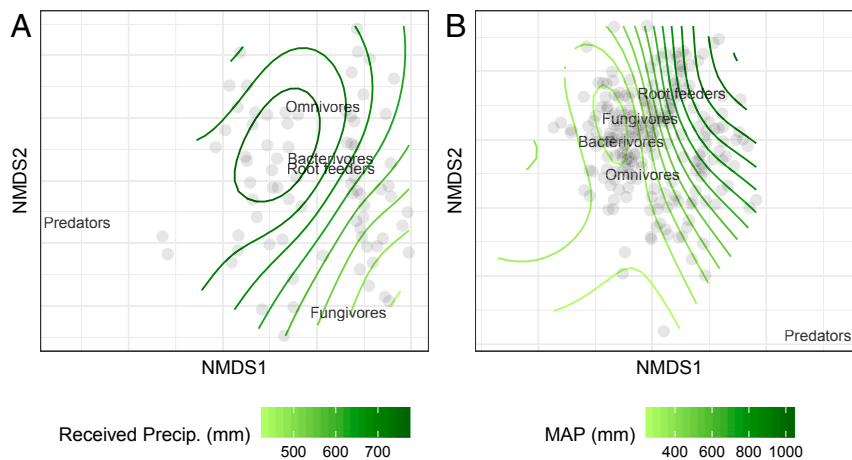 A
Omnivores
Bacterivores
Root feeders
Predators
Fungivores
NMDS2
NMDS1
Received Precip. (mm)
500 700
B
Root feeders
Fungivores
Bacterivores
Omnivores
Predators
NMDS2
NMDS1
MAP (mm)
400 600 800 1000